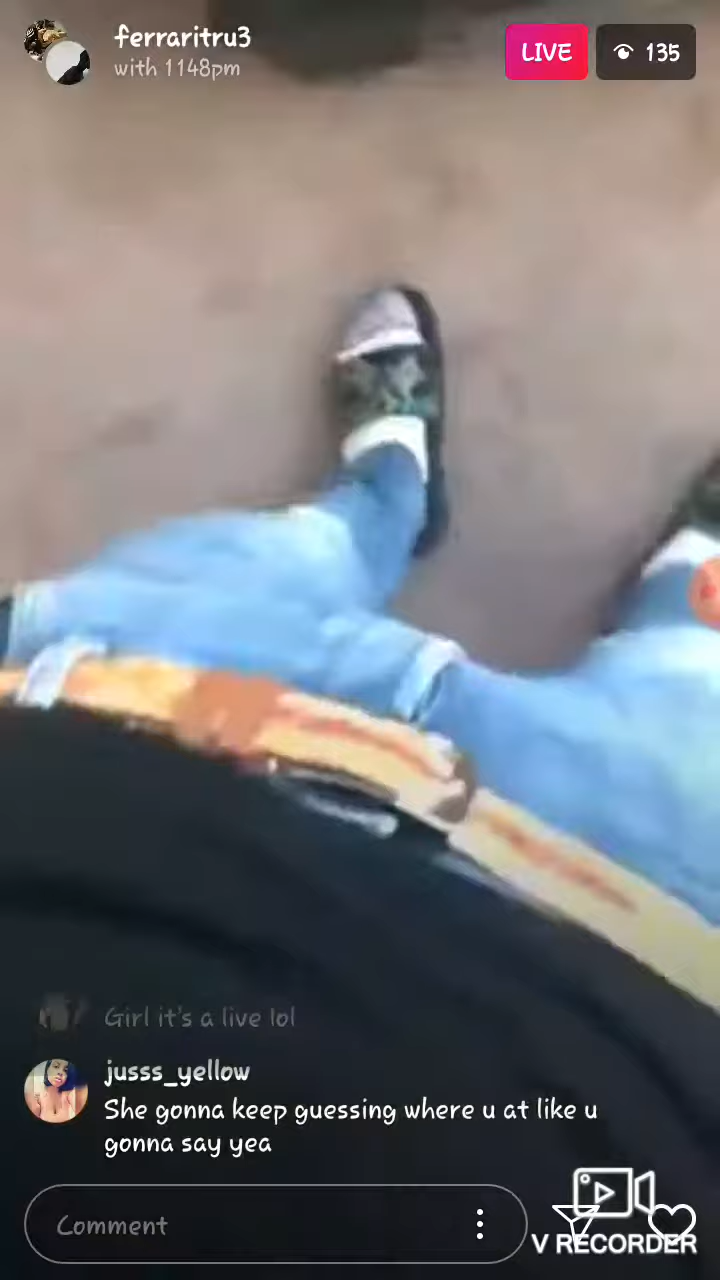 ferraritru3
with 1148pm
LIVE
135
Girl it's a live lol
jusss_yellow
She gonna keep guessing where u at like u
gonna say yea
Comment
V RECORDER